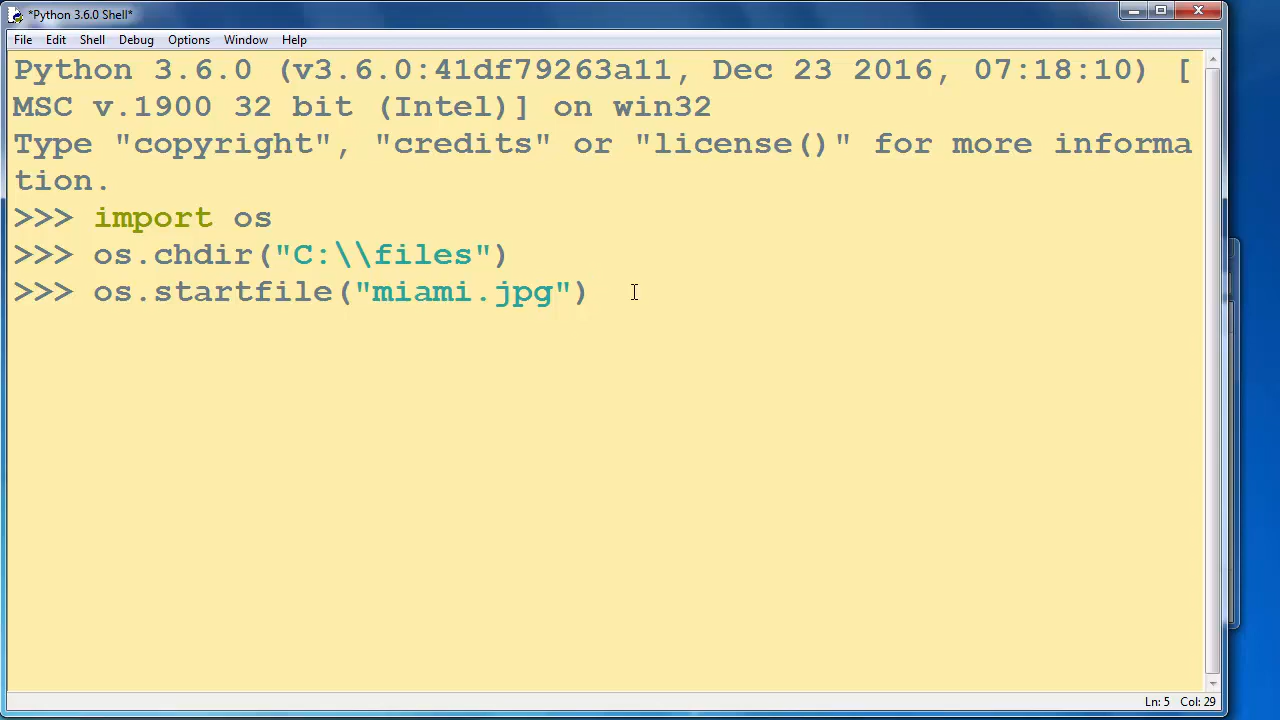 *Python 3.6.0 Shell*
File Edit Shell Debug Options Window Help
Python 3.6.0 (v3.6.0:41df79263a11, Dec 23 2016, 07:18:10) [
MSC v.1900 32 bit (Intel)] on win32
Type "copyright", "credits" or "license()" for more informa
tion.
>>> import os
>>> os.chdir("C:\\files")
>>> os.startfile("miami.jpg")
Ln: 5 Col: 29